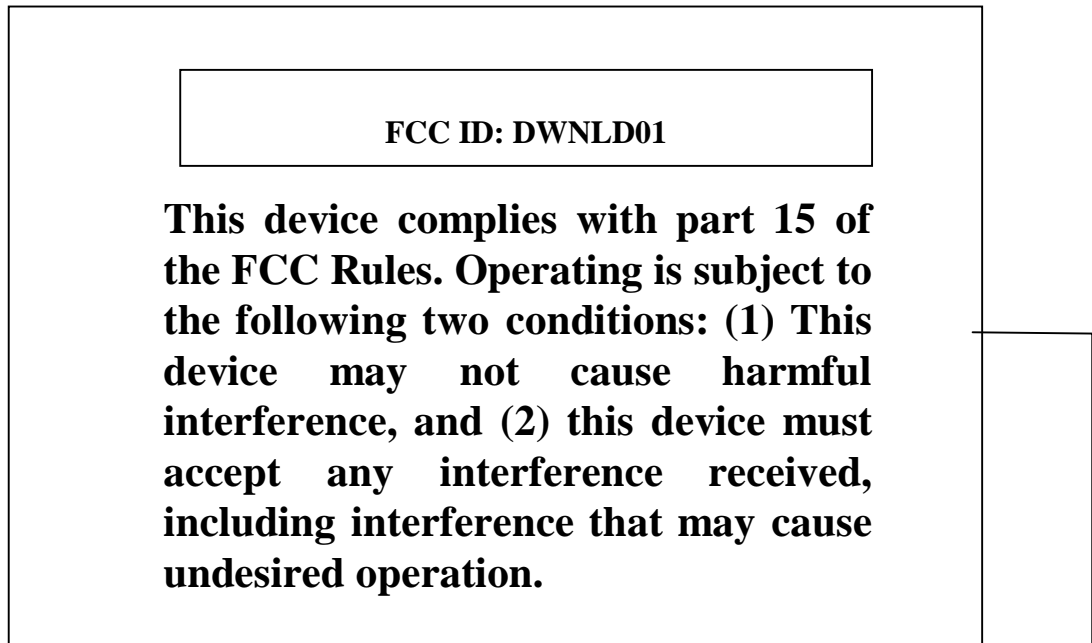 FCC ID: DWNLD01
This device complies with part 15 of
the FCC Rules. Operating is subject to
the following two conditions: (1) This
device may not cause harmful
interference, and (2) this device must
accept any interference received,
including interference that may cause
undesired operation.